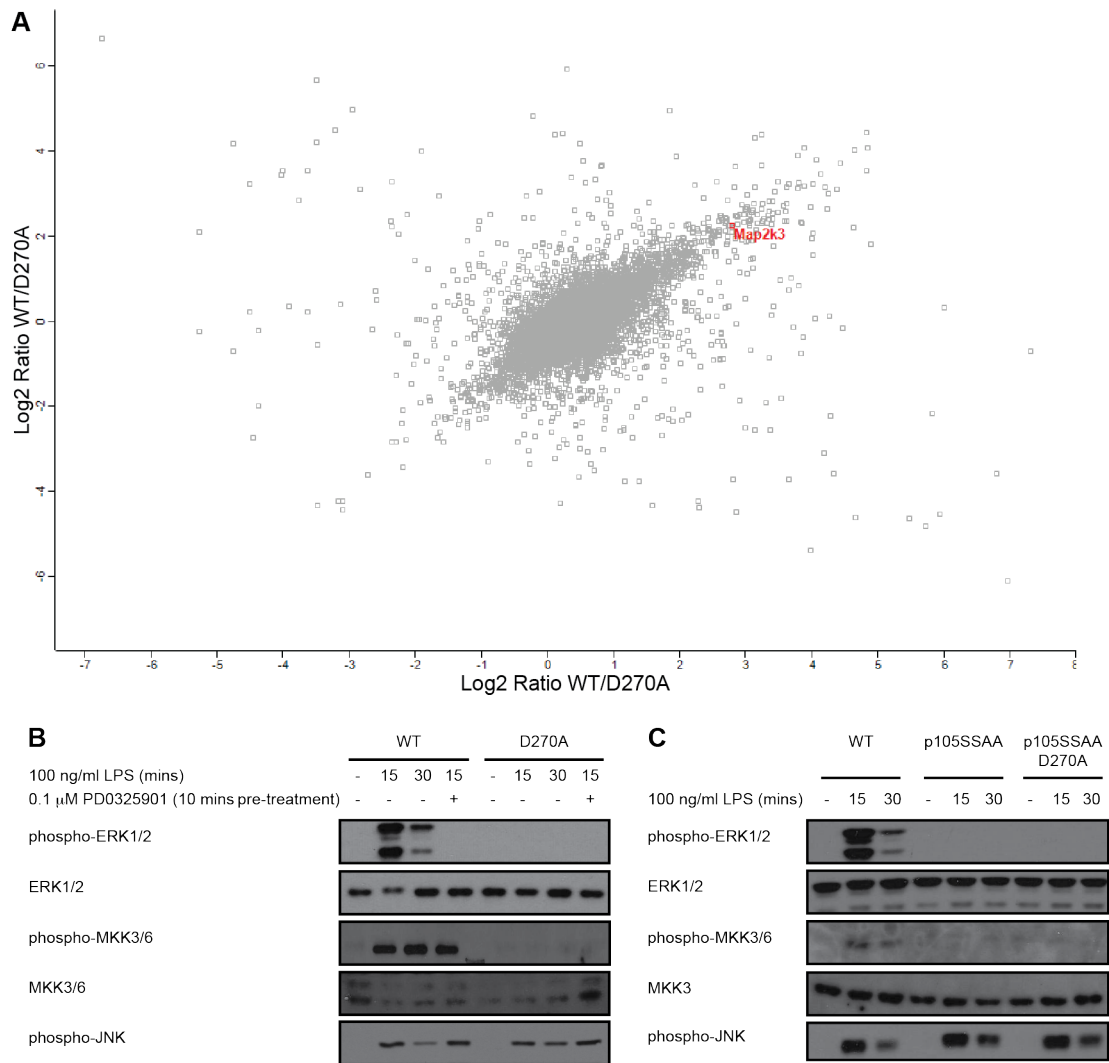 A
Log2 Ratio WT/D270A
6
4
2
0
-2
-4
-6
Map2k3
-7 -6 -5 -4 -3 -2 -1 0 1 2 3 4 5 6 7 8
Log2 Ratio WT/D270A
B
WT D270A
100 ng/ml LPS (mins) - 15 30 15 - 15 30 15
0.1 µM PD0325901 (10 mins pre-treatment) + +
phospho-ERK1/2
ERK1/2
phospho-MKK3/6
MKK3/6
phospho-JNK
C
WT p105SSAA p105SSAA
D270A
100 ng/ml LPS (mins) - 15 30 - 15 30 - 15 30
phospho-ERK1/2
ERK1/2
phospho-MKK3/6
MKK3
phospho-JNK